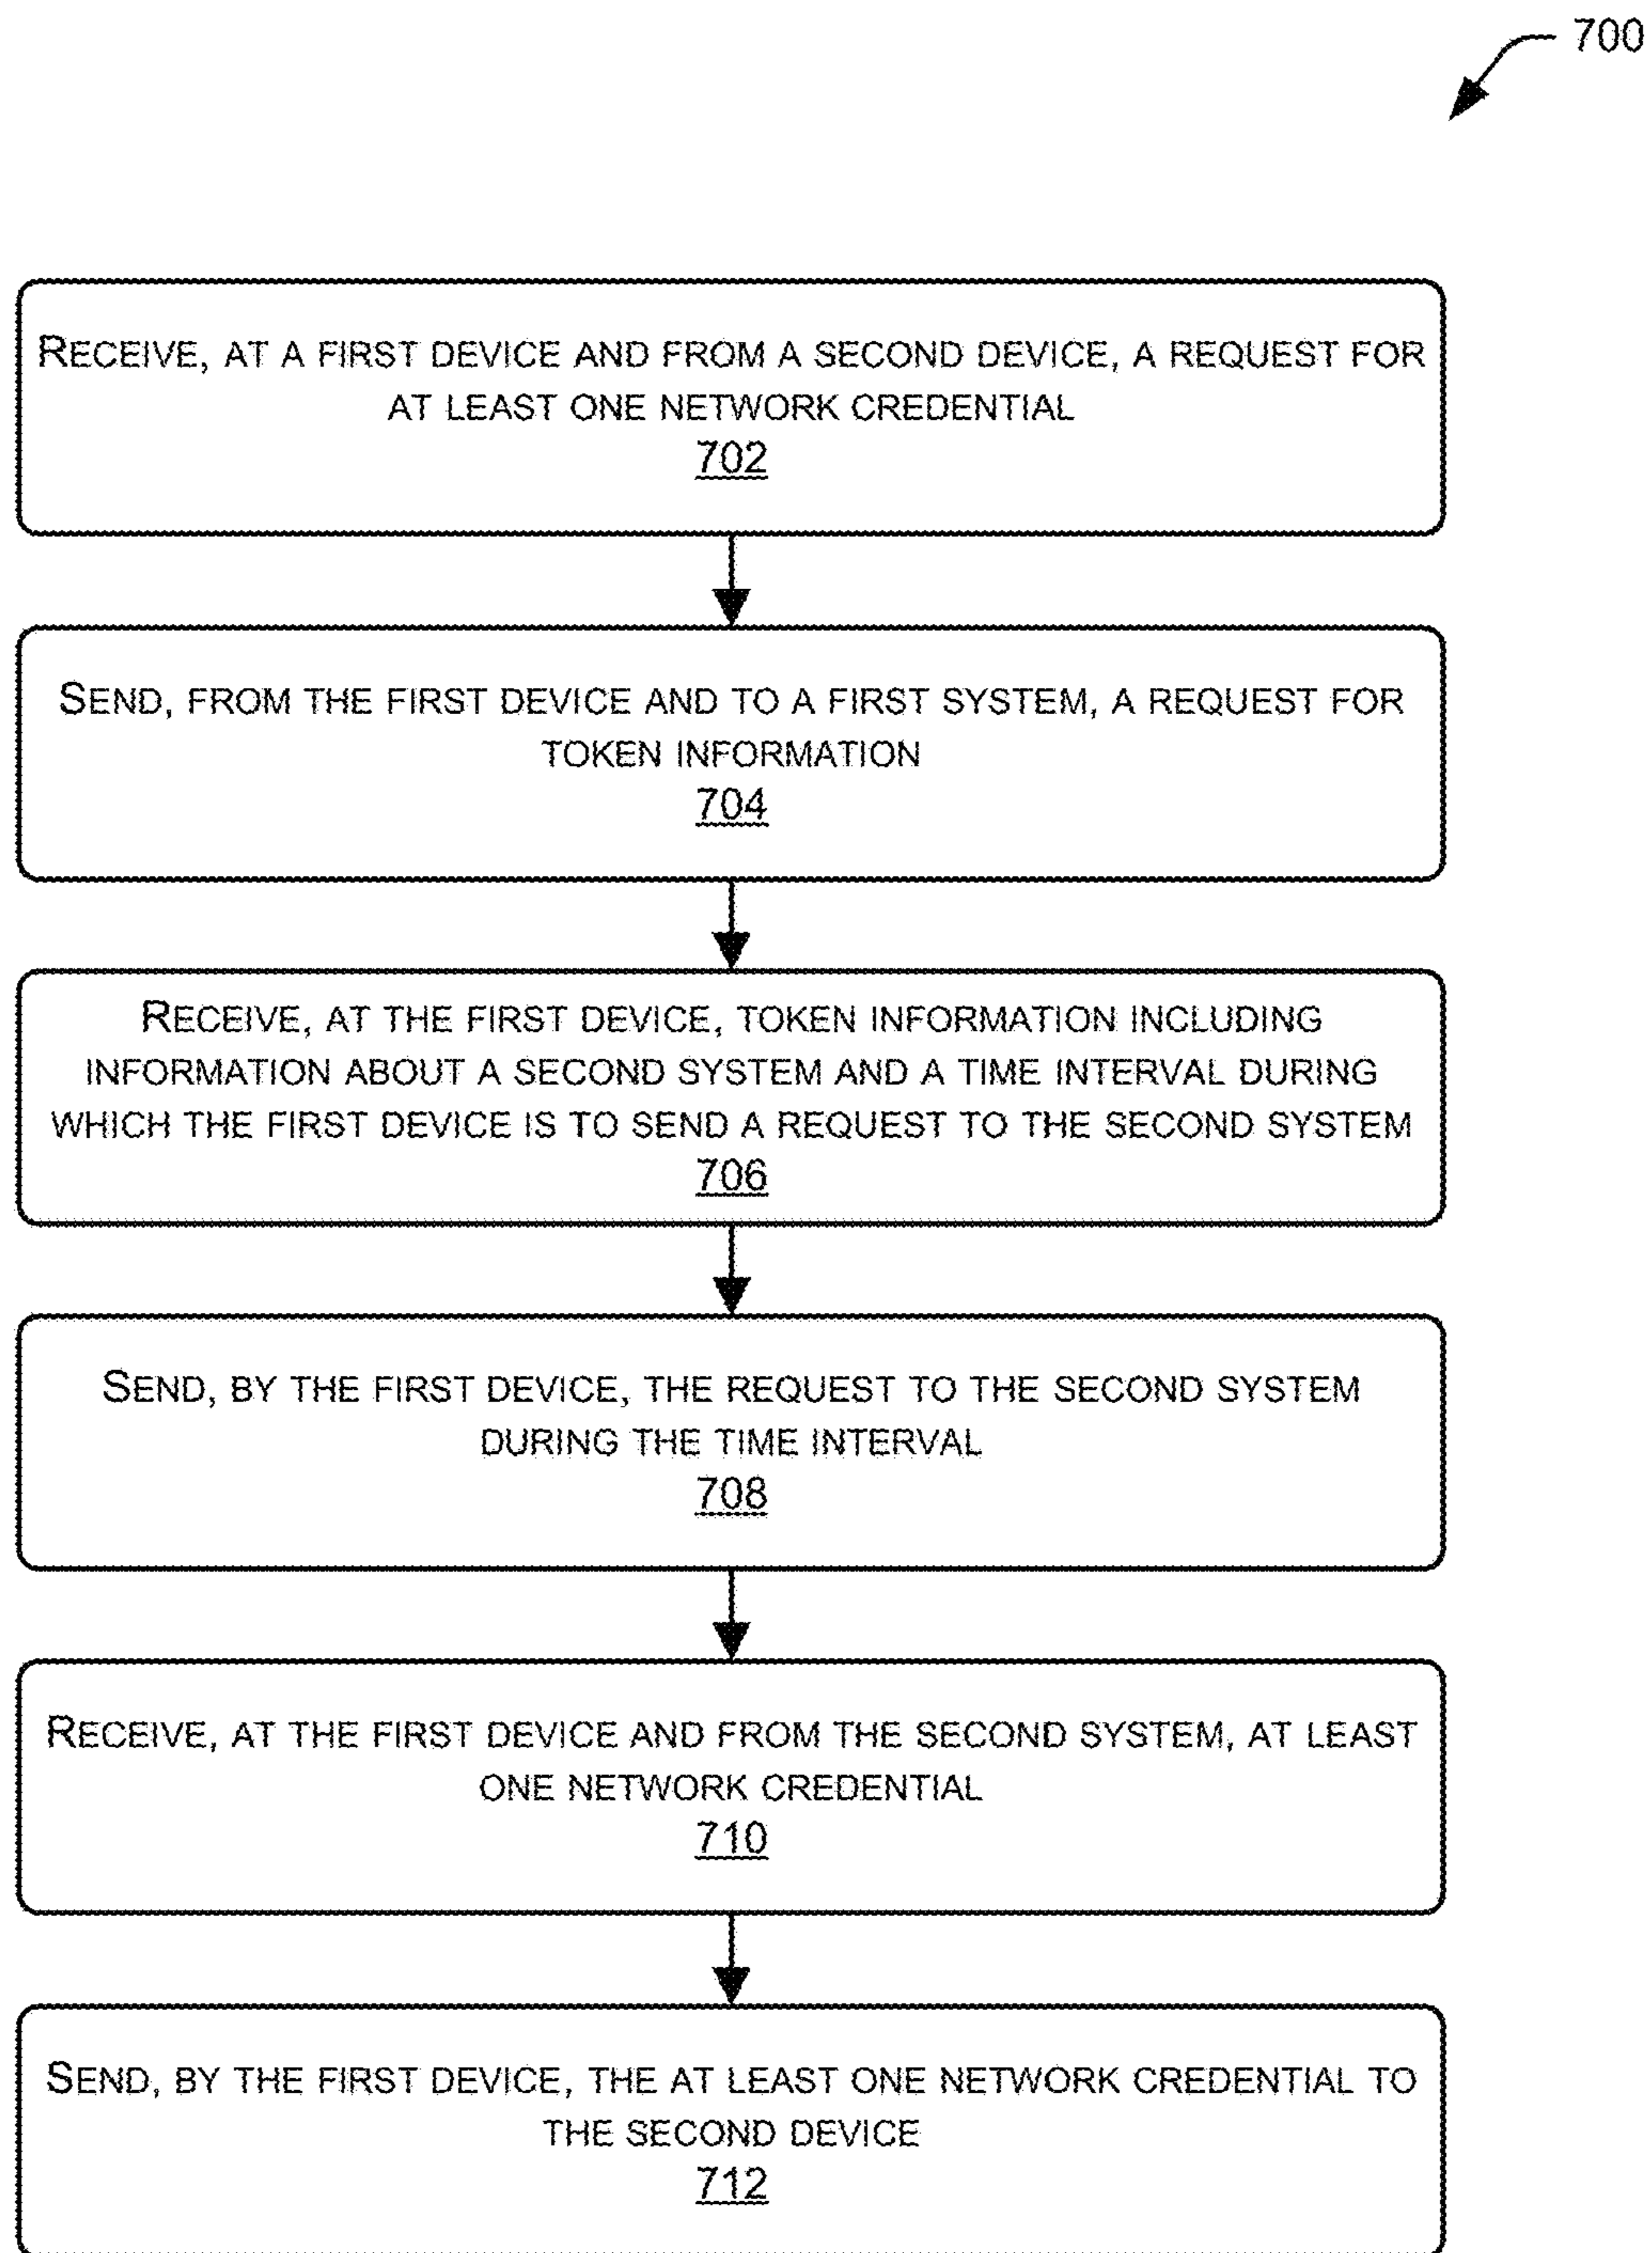 700
RECEIVE, AT A FIRST DEVICE AND FROM A SECOND DEVICE, A REQUEST FOR
AT LEAST ONE NETWORK CREDENTIAL
702
SEND, FROM THE FIRST DEVICE AND TO A FIRST SYSTEM, A REQUEST FOR
TOKEN INFORMATION
704
RECEIVE, AT THE FIRST DEVICE, TOKEN INFORMATION INCLUDING
INFORMATION ABOUT A SECOND SYSTEM AND A TIME INTERVAL DURING
WHICH THE FIRST DEVICE IS TO SEND A REQUEST TO THE SECOND SYSTEM
706
SEND, BY THE FIRST DEVICE, THE REQUEST TO THE SECOND SYSTEM
DURING THE TIME INTERVAL
708
RECEIVE, AT THE FIRST DEVICE AND FROM THE SECOND SYSTEM, AT LEAST
ONE NETWORK CREDENTIAL
710
SEND, BY THE FIRST DEVICE, THE AT LEAST ONE NETWORK CREDENTIAL TO
THE SECOND DEVICE
712